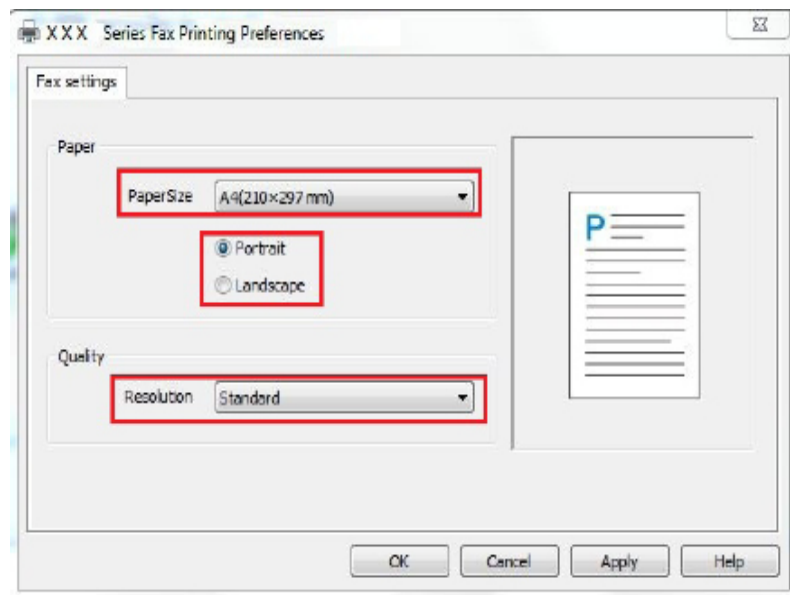 XXX Series Fax Printing Preferences
Fax settings
Paper
PaperSize A4(210×297 mm)
Portrait
Landscape
P
Quality
Resolution Standard
OK Cancel Apply Help